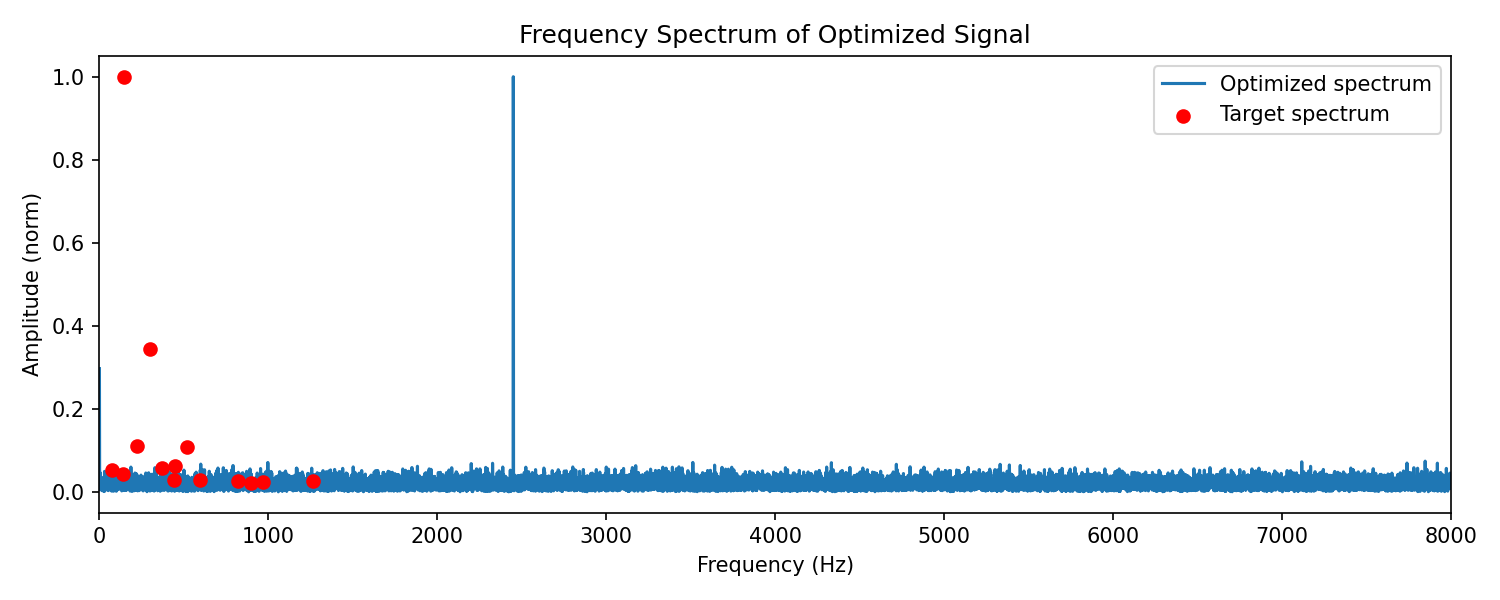 Frequency Spectrum of Optimized Signal
Optimized spectrum
Target spectrum
Amplitude (norm)
1.0
0.8
0.6
0.4
0.2
0.0
0 1000 2000 3000 4000 5000 6000 7000 8000
Frequency (Hz)